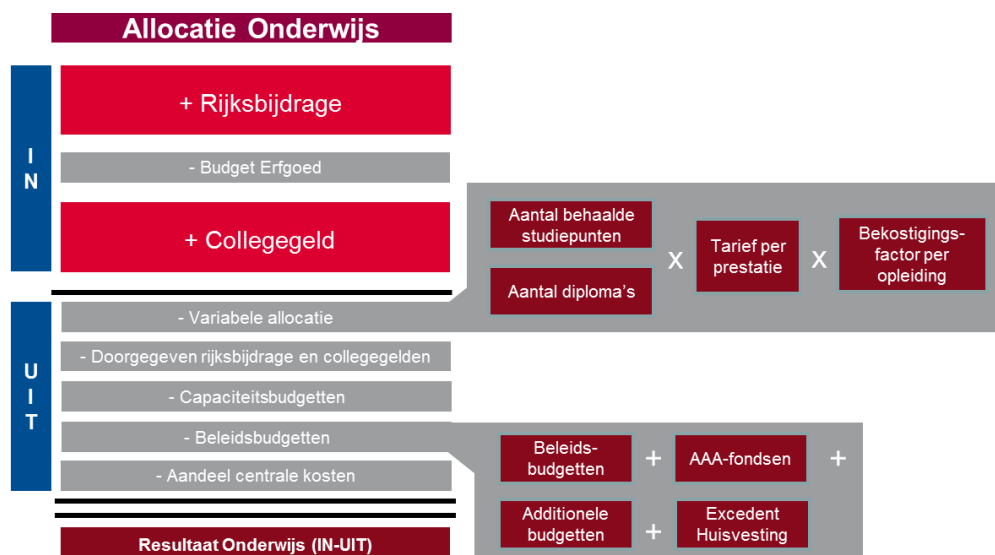 Allocatie Onderwijs
I
N
+ Rijksbijdrage
- Budget Erfgoed
+ Collegegeld
Aantal behaalde
studiepunten
Aantal diploma's
X
Tarief per
prestatie
X
Bekostigings-
factor per
opleiding
U
I
T
- Variabele allocatie
- Doorgegeven rijksbijdrage en collegegelden
- Capaciteitsbudgetten
- Beleidsbudgetten
- Aandeel centrale kosten
Beleids-
budgetten
+
AAA-fondsen
+
Additionele
budgetten
+
Excedent
Huisvesting
Resultaat Onderwijs (IN-UIT)